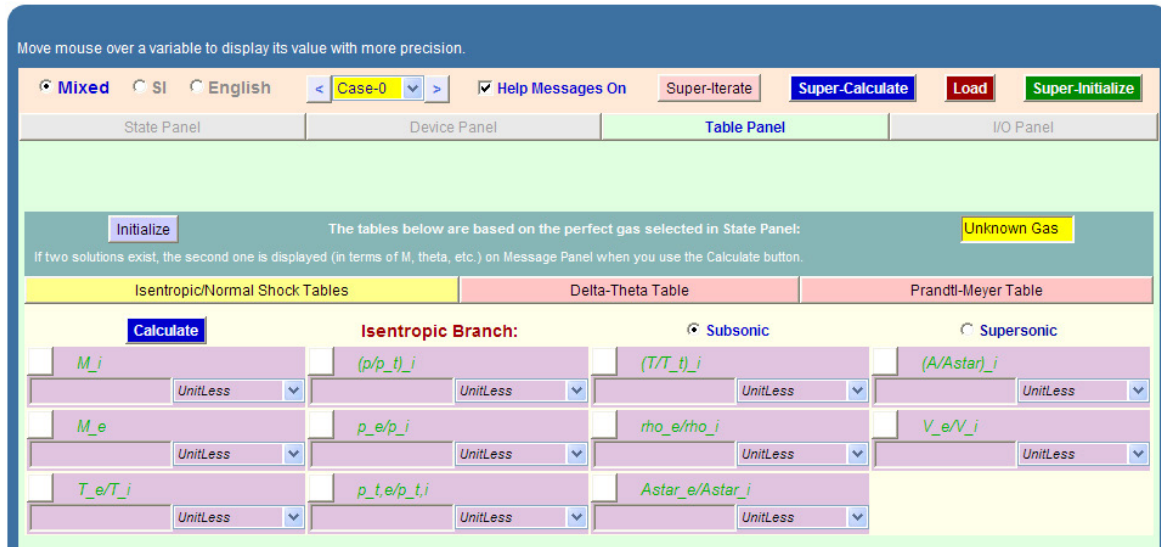 Move mouse over a variable to display its value with more precision.
Mixed SI English < Case-0 > Help Messages On Super-Iterate Super-Calculate Load Super-Initialize
State Panel Device Panel Table Panel I/O Panel
Initialize The tables below are based on the perfect gas selected in State Panel: Unknown Gas
If two solutions exist, the second one is displayed (in terms of M, theta, etc.) on Message Panel when you use the Calculate button.
Isentropic/Normal Shock Tables Delta-Theta Table Prandtl-Meyer Table
Calculate Isentropic Branch: Subsonic Supersonic
M_i (p/p_t)_i (T/T_t)_i (A/Astar)_i
UnitLess UnitLess UnitLess UnitLess
M_e p_e/p_i rho_e/rho_i V_e/V_i
UnitLess UnitLess UnitLess UnitLess
T_e/T_i p_t,e/p_t,i Astar_e/Astar_i
UnitLess UnitLess UnitLess